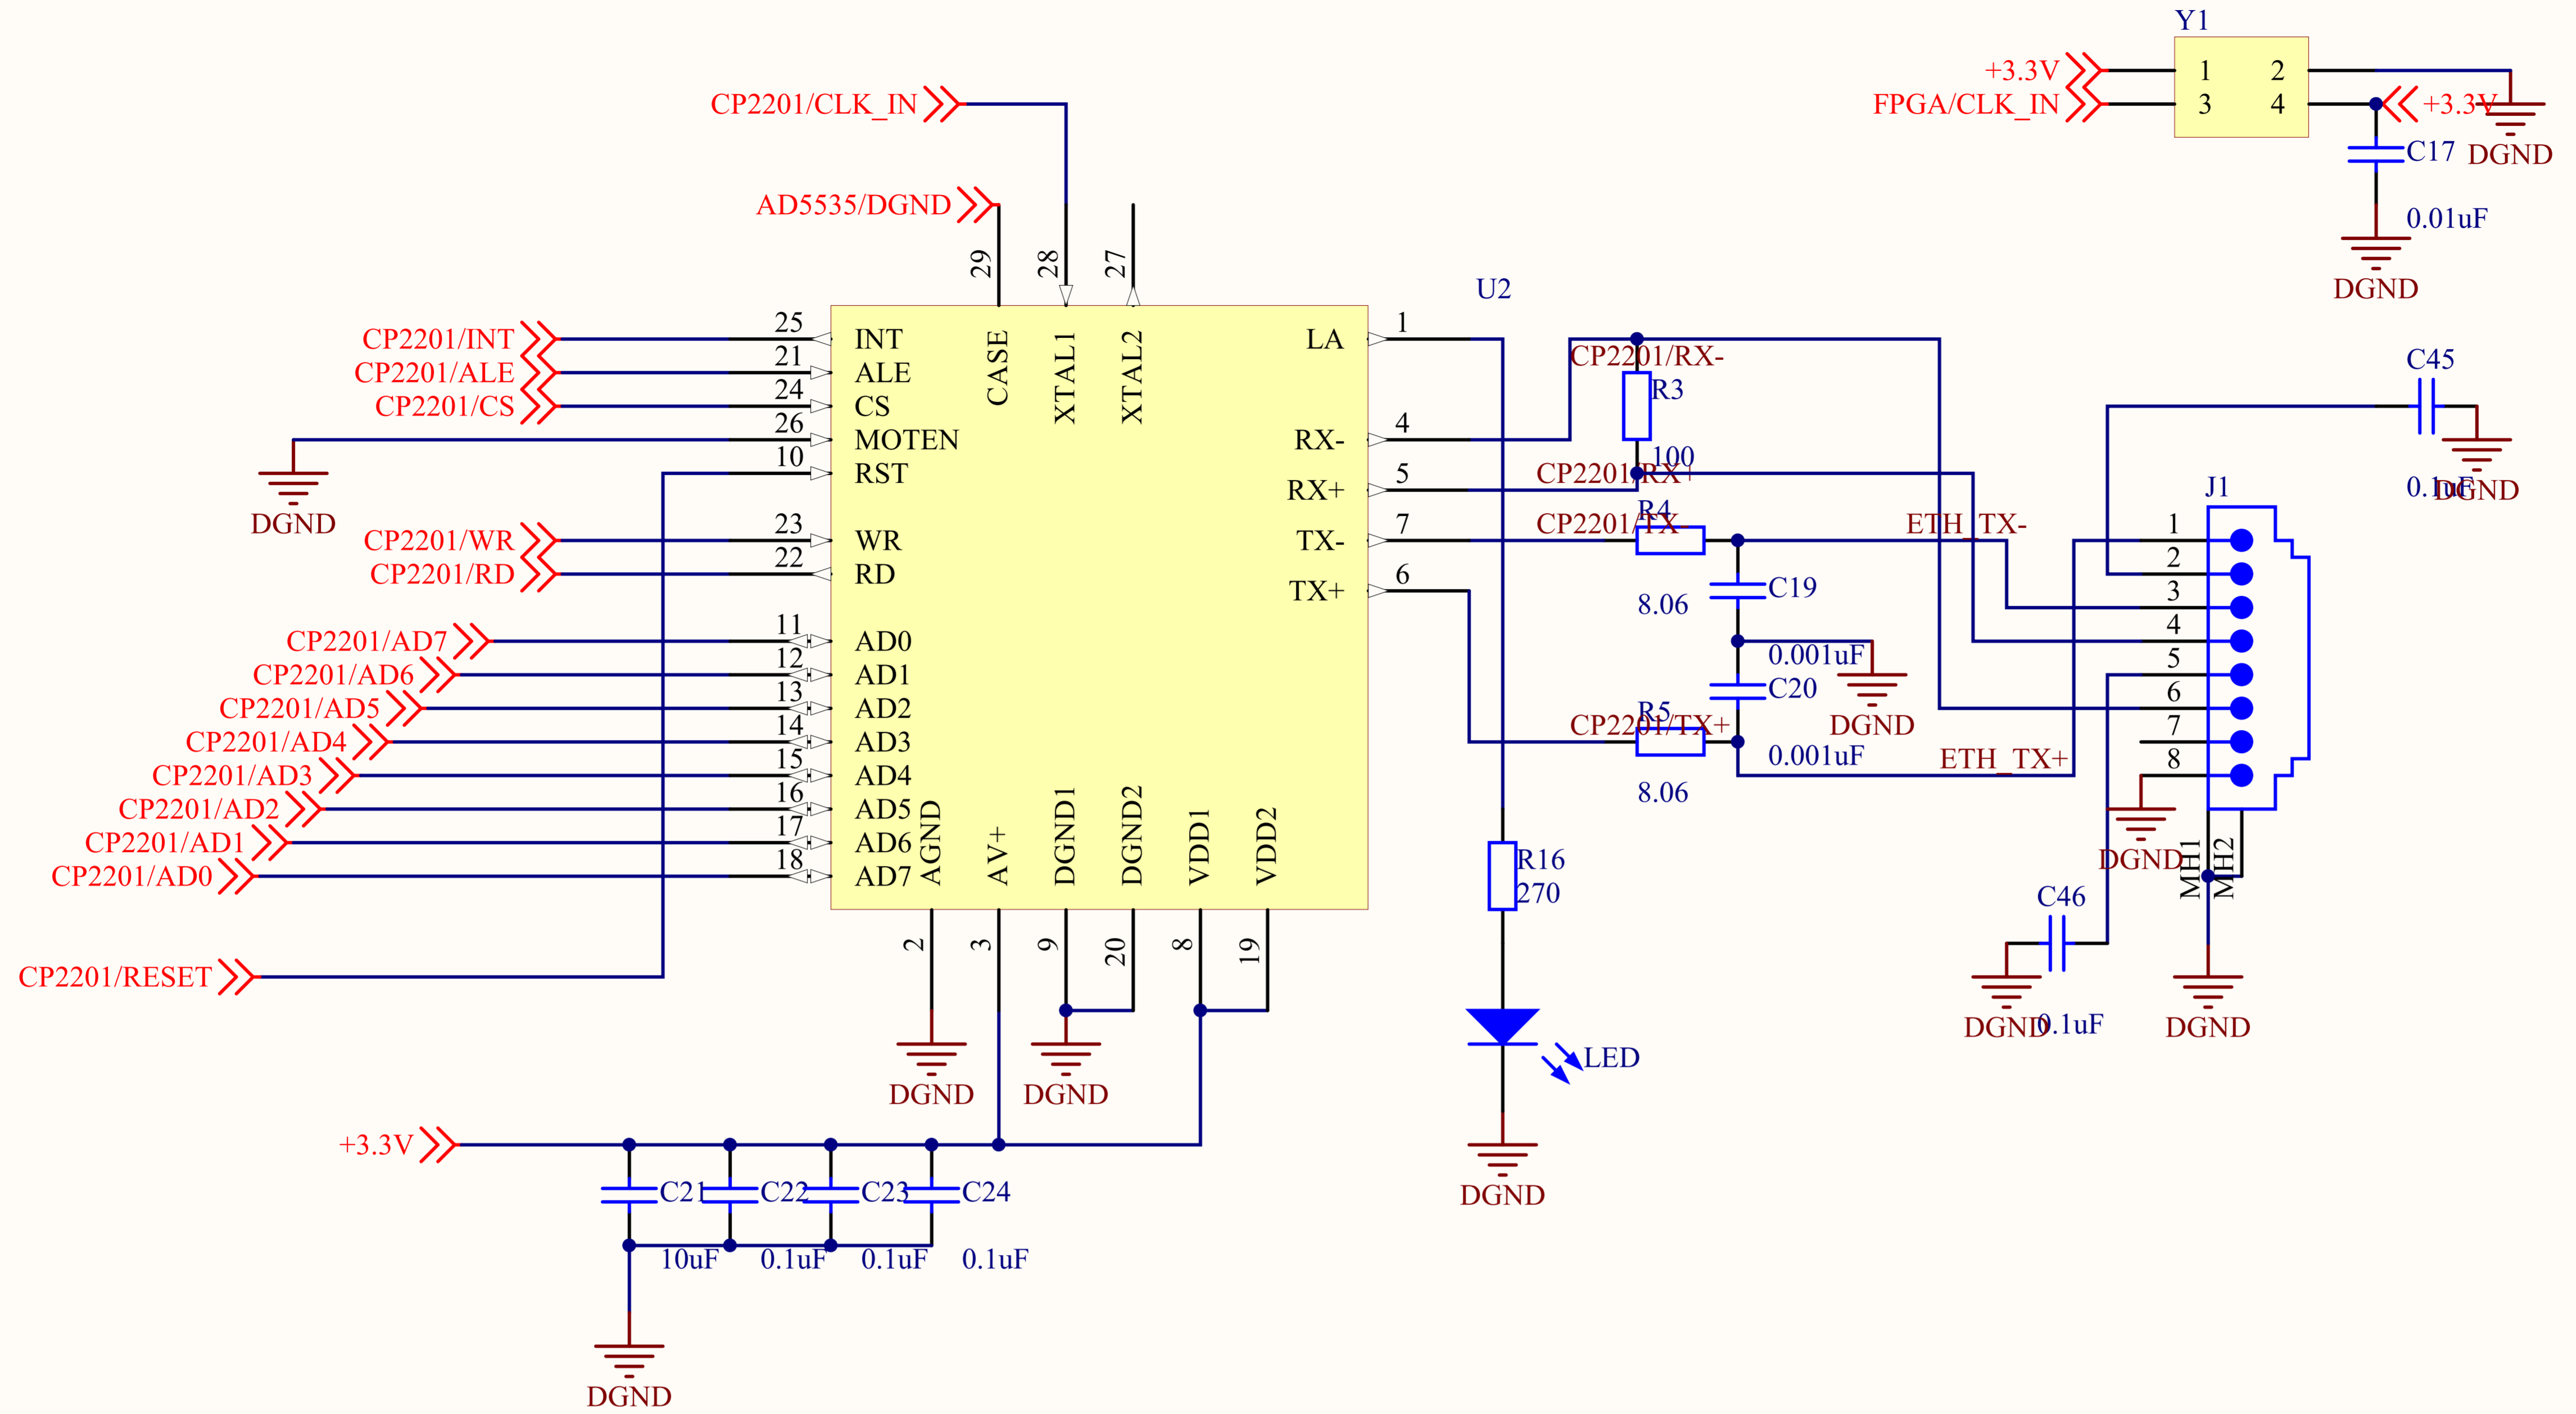 Y1
+3.3V
1
2
FPGA/CLK_IN
3
4
+3.3V
C17
DGND
0.01uF
DGND
CP2201/CLK_IN
AD5535/DGND
29
28
27
U2
CP2201/INT
25
INT
CASE
XTAL1
XTAL2
LA
1
CP2201/ALE
21
ALE
CP2201/CS
24
CS
26
MOTEN
DGND
10
RST
CP2201/WR
23
WR
CP2201/RD
22
RD
RX-
4
RX+
5
TX-
7
TX+
6
CP2201/RX-
R3
100
CP2201/RX+
R4
CP2201/TX-
8.06
C19
0.001uF
C20
DGND
R5
CP2201/TX+
0.001uF
8.06
ETH_TX-
ETH_TX+
C45
0.1uF
DGND
J1
1
2
3
4
5
6
7
8
DGND
MH1
MH2
C46
DGND
0.1uF
DGND
CP2201/AD7
11
AD0
CP2201/AD6
12
AD1
CP2201/AD5
13
AD2
CP2201/AD4
14
AD3
CP2201/AD3
15
AD4
CP2201/AD2
16
AD5
CP2201/AD1
17
AD6
CP2201/AD0
18
AD7
AGND
AV+
DGND1
DGND2
VDD1
VDD2
2
3
9
20
8
19
CP2201/RESET
DGND
DGND
R16
270
LED
DGND
+3.3V
C21
C22
C23
C24
10uF
0.1uF
0.1uF
0.1uF
DGND